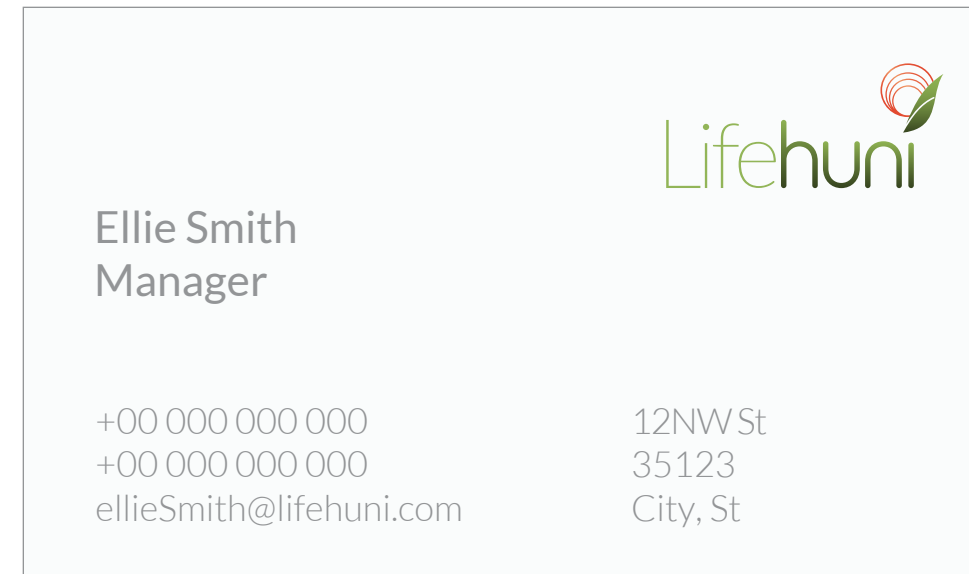 Lifehuni
Ellie Smith
Manager
+00 000 000 000
+00 000 000 000
ellieSmith@lifehuni.com
12NW St
35123
City, St